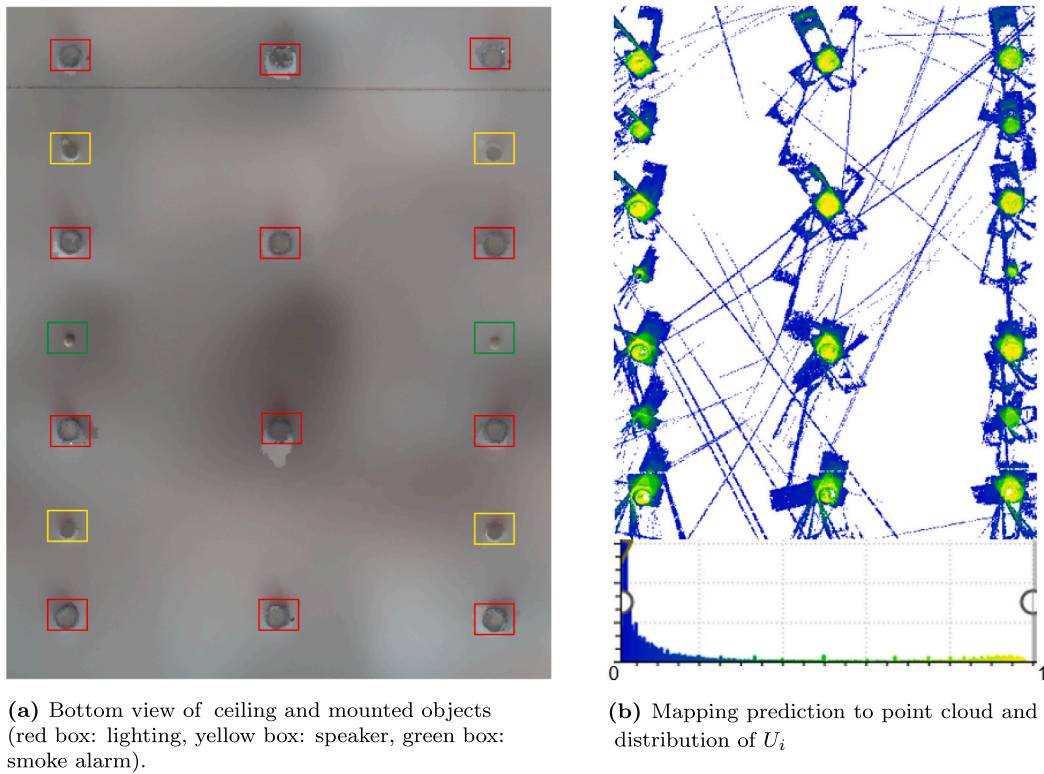 0
1
(a) Bottom view of ceiling and mounted objects
(red box: lighting, yellow box: speaker, green box:
smoke alarm).
(b) Mapping prediction to point cloud and
distribution of U_i